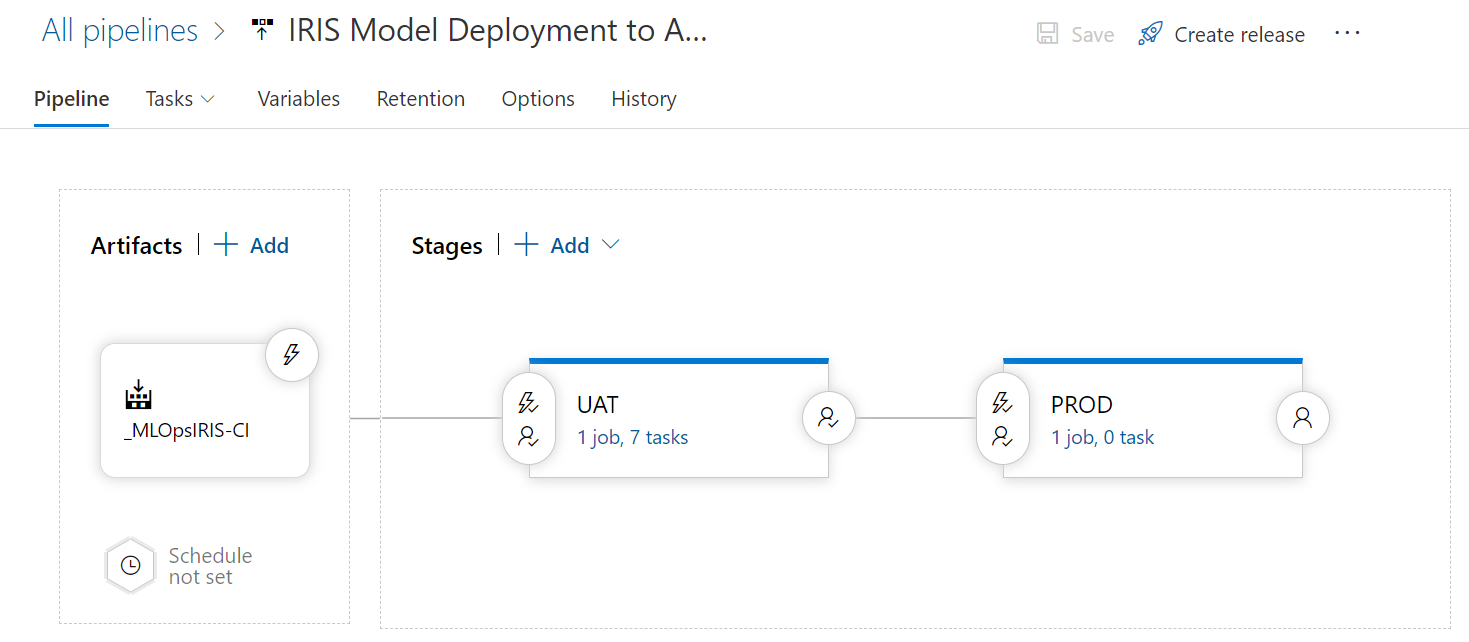 All pipelines > IRIS Model Deployment to A...
Save Create release ...
Pipeline Tasks Variables Retention Options History
Artifacts | + Add
Stages | + Add
_MLOpsIRIS-CI
UAT
1 job, 7 tasks
PROD
1 job, 0 task
Schedule
not set